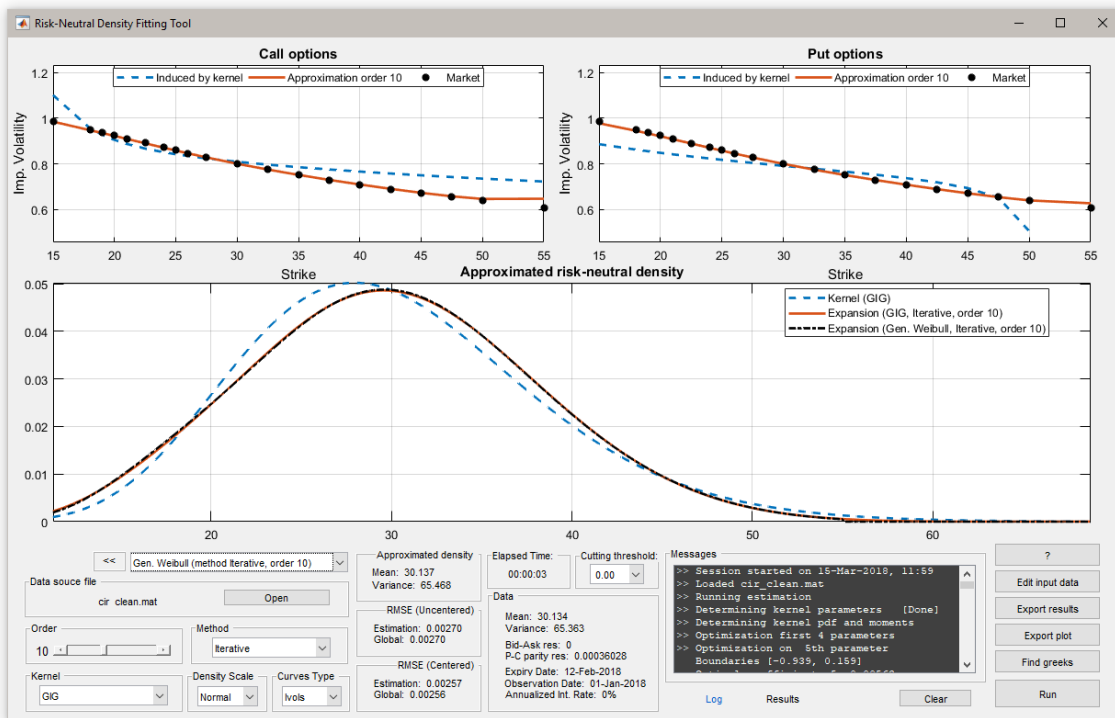 Risk-Neutral Density Fitting Tool
Call options
Induced by kernel Approximation order 10 Market
Imp. Volatility
1.2
1
0.8
0.6
15 20 25 30 35 40 45 50 55
Strike
Put options
Induced by kernel Approximation order 10 Market
Imp. Volatility
1.2
1
0.8
0.6
15 20 25 30 35 40 45 50 55
Strike
Approximated risk-neutral density
Kernel (GIG)
Expansion (GIG, Iterative, order 10)
Expansion (Gen. Weibull, Iterative, order 10)
0.05
0.04
0.03
0.02
0.01
0
20 30 40 50 60
<< Gen. Weibull (method Iterative, order 10)
Data souce file
cir_clean.mat Open
Order
10
Method
Iterative
Kernel
GIG
Density Scale
Normal
Curves Type
Ivols
Approximated density
Mean: 30.137
Variance: 65.468
RMSE (Uncentered)
Estimation: 0.00270
Global: 0.00270
RMSE (Centered)
Estimation: 0.00257
Global: 0.00256
Elapsed Time:
00:00:03
Cutting threshold:
0.00
Data
Mean: 30.134
Variance: 65.363
Bid-Ask res: 0
P-C parity res: 0.00036028
Expiry Date: 12-Feb-2018
Observation Date: 01-Jan-2018
Annualized Int. Rate: 0%
Messages
>> Session started on 15-Mar-2018, 11:59
>> Loaded cir_clean.mat
>> Running estimation
>> Determining kernel parameters [Done]
>> Determining kernel pdf and moments
>> Optimization first 4 parameters
>> Optimization on 5th parameter
Boundaries [-0.939, 0.159]
Log Results Clear
?
Edit input data
Export results
Export plot
Find greeks
Run